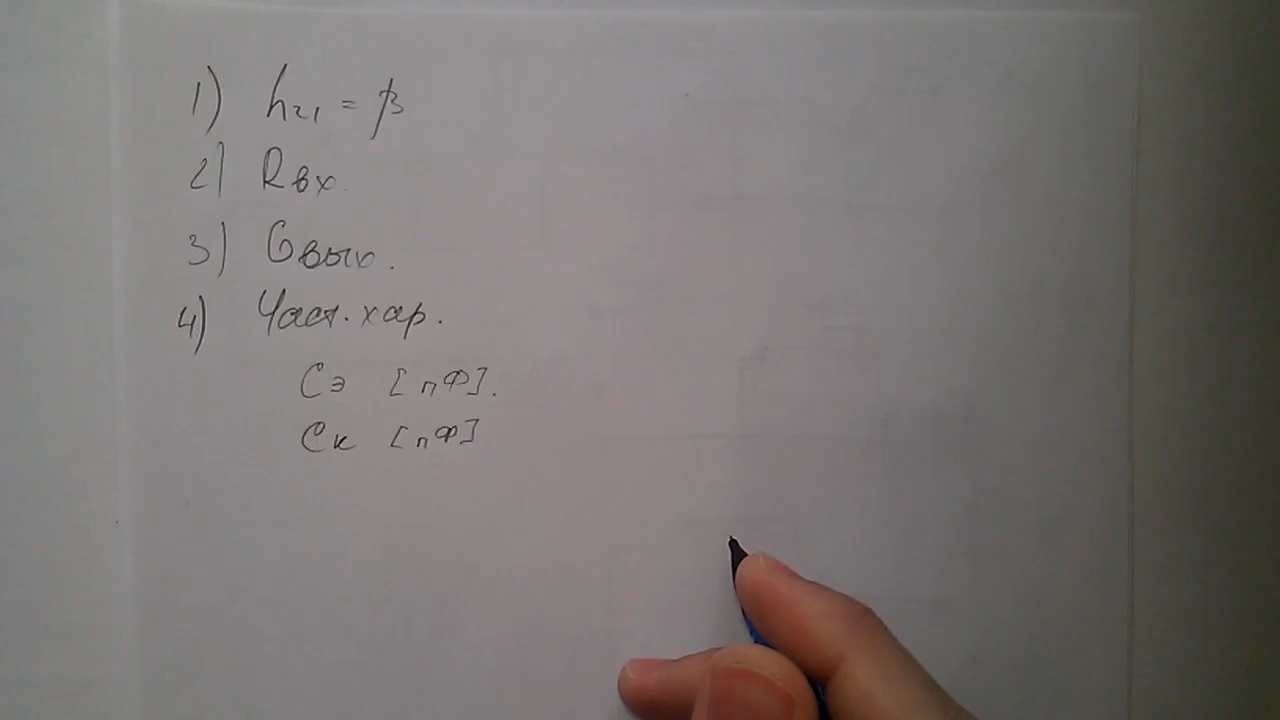 1) h21 = β
2) Rвх.
3) Gвых.
4) Част. хар.
Cэ [пФ].
Cк [пФ]